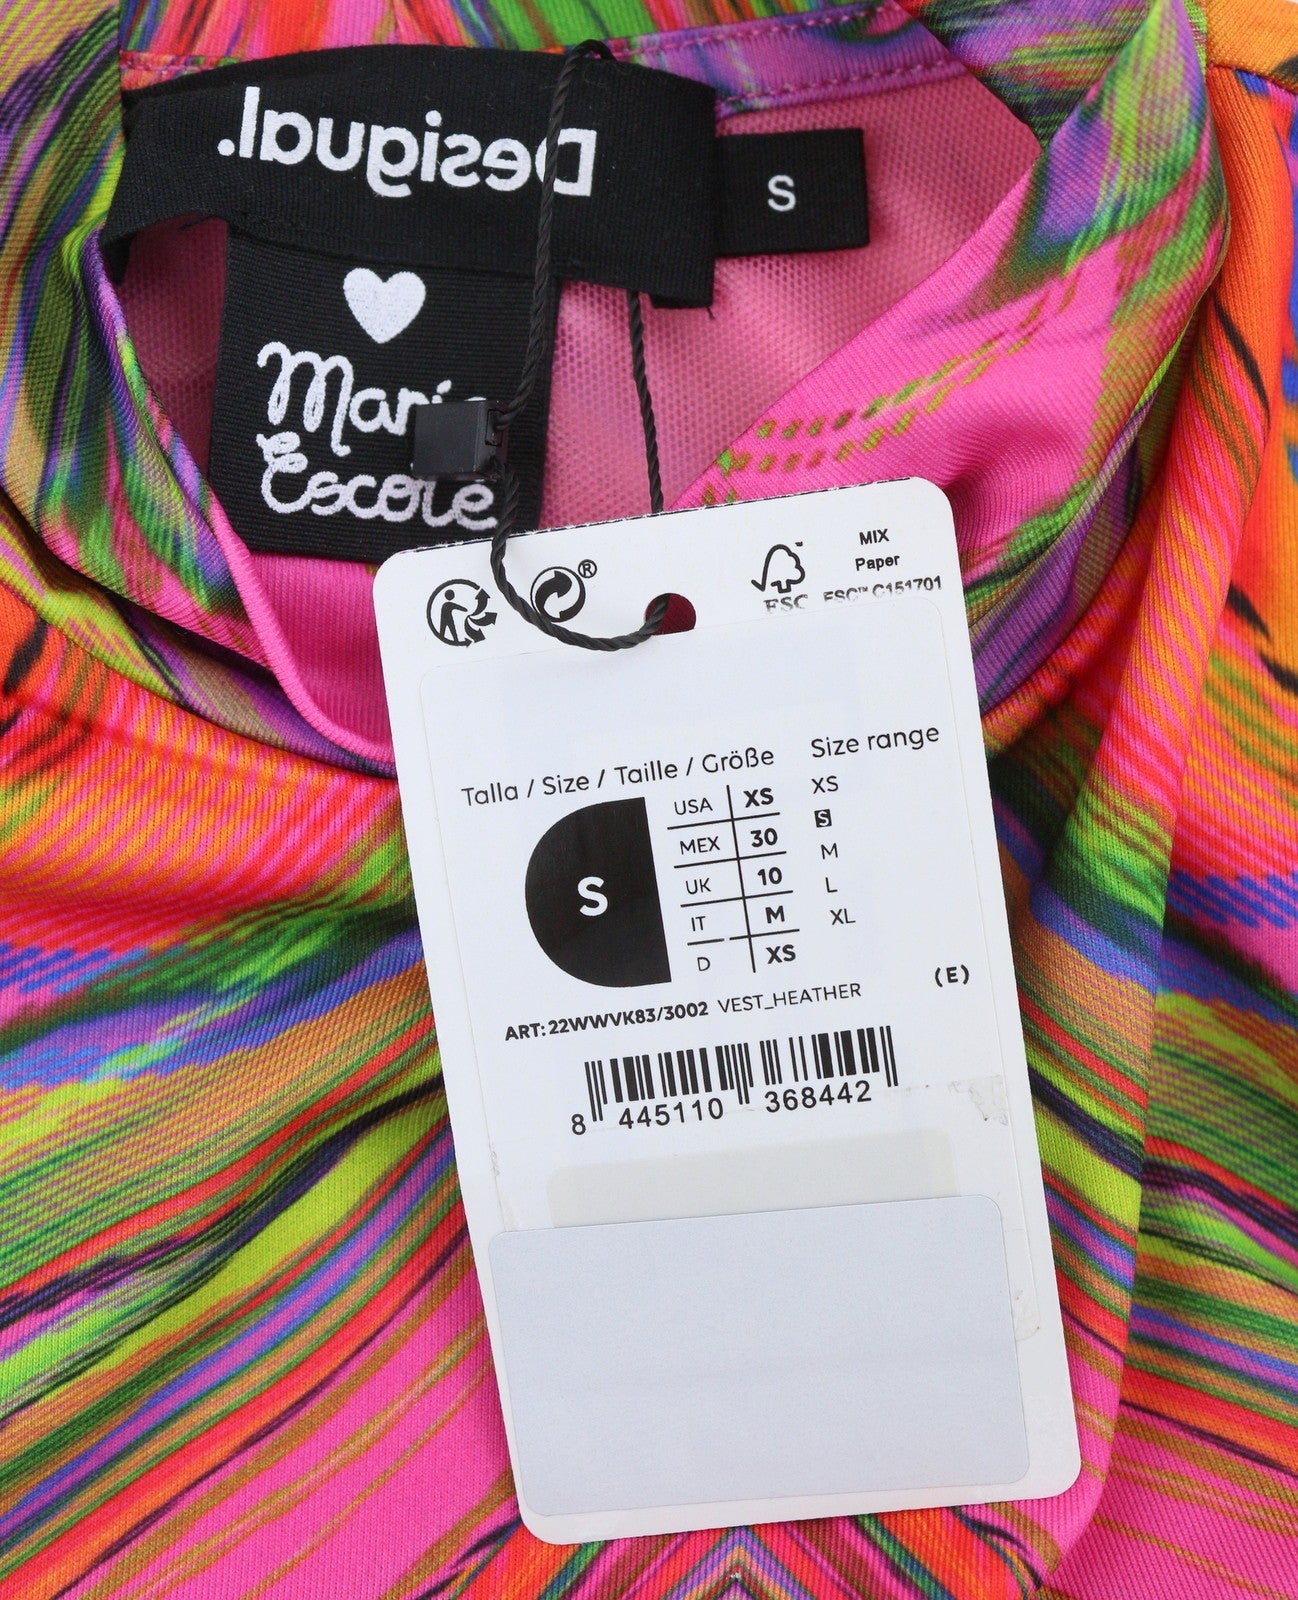 Desigual.
S
Maria
Escoté
®
MIX
Paper
FSC
FSC™ C151701
Talla / Size / Taille / Größe
Size range
S
USA XS
MEX 30
UK 10
IT M
D XS
XS
S
M
L
XL
(E)
ART: 22WWVK83/3002 VEST_HEATHER
8 445110 368442